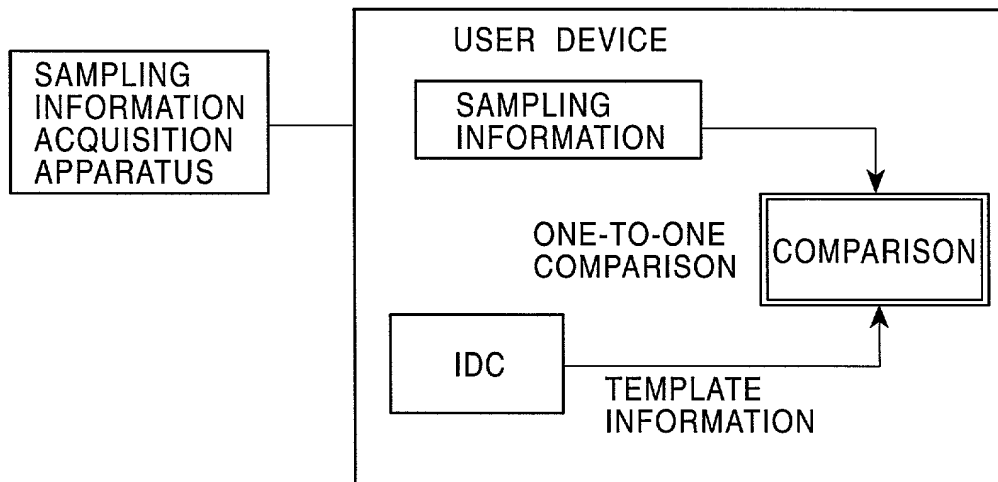 USER DEVICE
SAMPLING
INFORMATION
ACQUISITION
APPARATUS
SAMPLING
INFORMATION
ONE-TO-ONE
COMPARISON
COMPARISON
IDC
TEMPLATE
INFORMATION